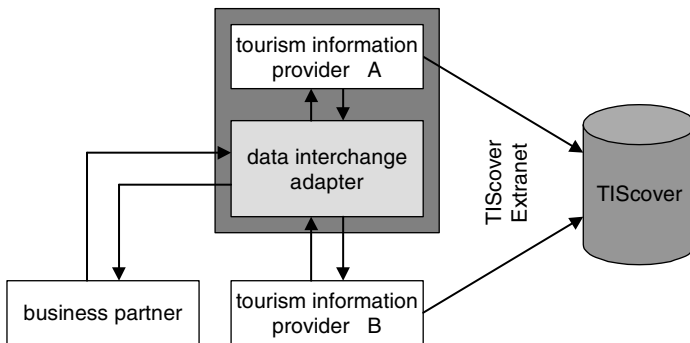 tourism information
provider A
data interchange
adapter
TIScover
Extranet
TIScover
business partner
tourism information
provider B